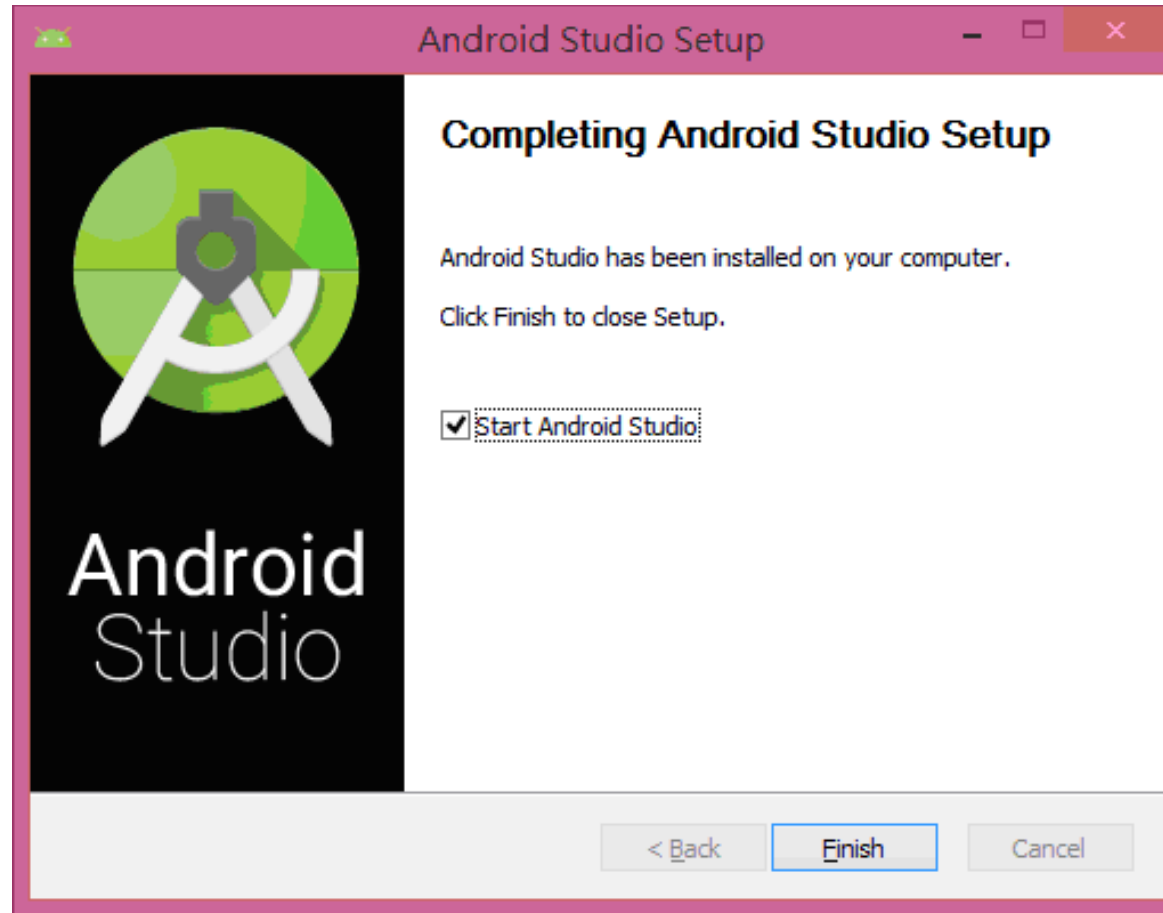 Android Studio Setup
Completing Android Studio Setup
Android Studio has been installed on your computer.
Click Finish to close Setup.
Start Android Studio
Android
Studio
< Back
Finish
Cancel